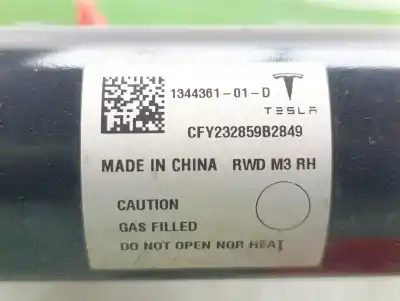 1344361-01-D
TESLA
CFY232859B2849
MADE IN CHINA RWD M3 RH
CAUTION
GAS FILLED
DO NOT OPEN NOR HEAT